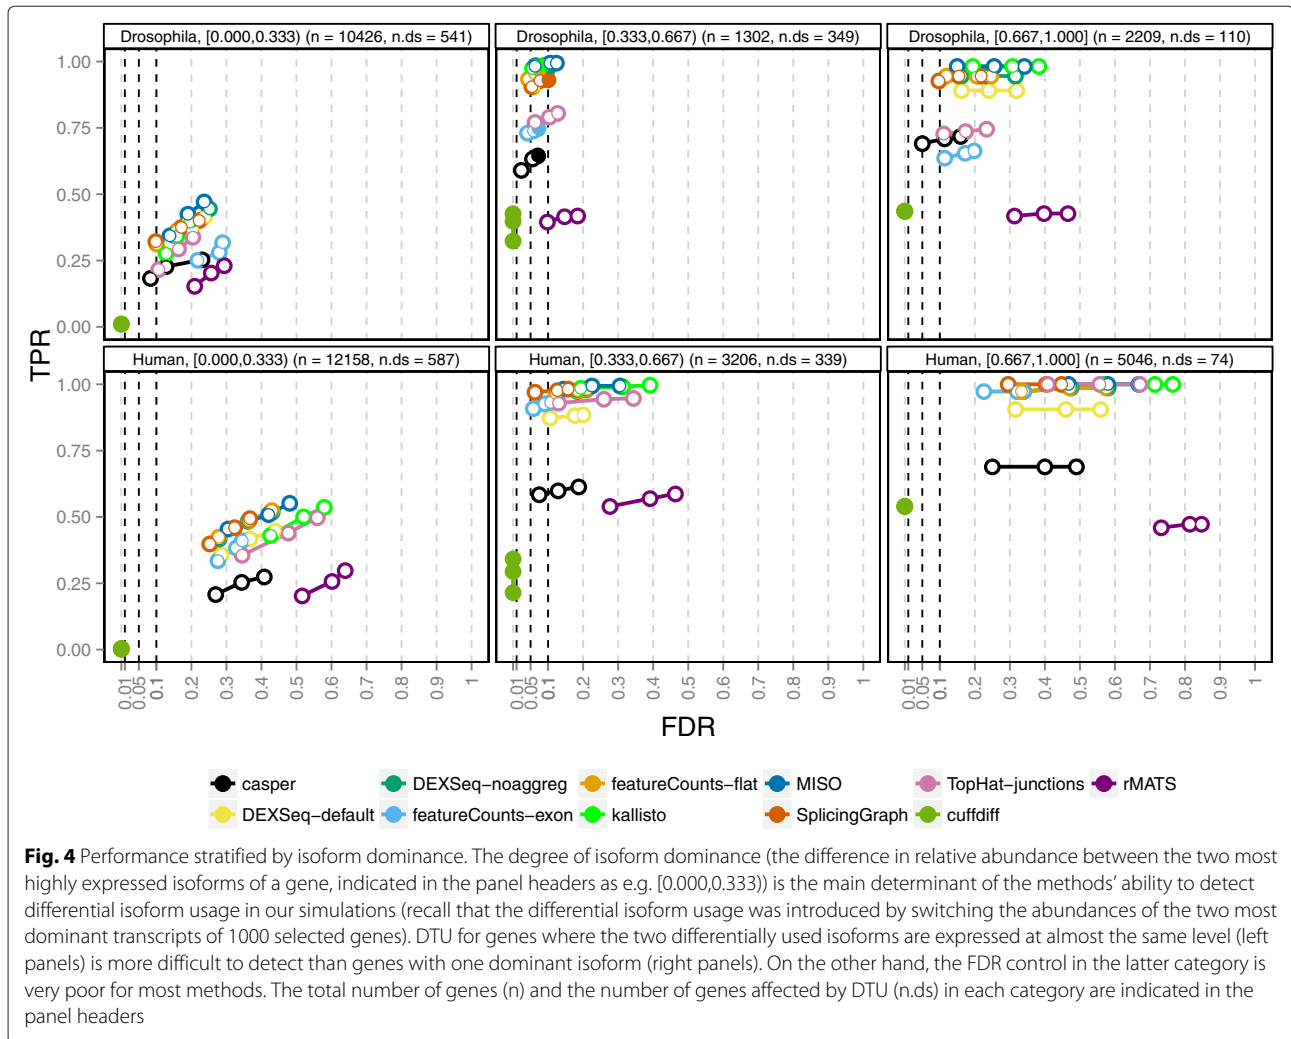 Drosophila, [0.000,0.333) (n = 10426, n.ds = 541)
Drosophila, [0.333,0.667) (n = 1302, n.ds = 349)
Drosophila, [0.667,1.000] (n = 2209, n.ds = 110)
1.00
0.75
0.50
0.25
0.00
Human, [0.000,0.333) (n = 12158, n.ds = 587)
Human, [0.333,0.667) (n = 3206, n.ds = 339)
Human, [0.667,1.000] (n = 5046, n.ds = 74)
1.00
0.75
0.50
0.25
0.00
TPR
0.01 0.05 0.1 0.2 0.3 0.4 0.5 0.6 0.7 0.8 0.9 1
0.01 0.05 0.1 0.2 0.3 0.4 0.5 0.6 0.7 0.8 0.9 1
0.01 0.05 0.1 0.2 0.3 0.4 0.5 0.6 0.7 0.8 0.9 1
FDR
casper DEXSeq−noaggreg featureCounts−flat MISO TopHat−junctions rMATS
DEXSeq−default featureCounts−exon kallisto SplicingGraph cuffdiff
Fig. 4 Performance stratified by isoform dominance. The degree of isoform dominance (the difference in relative abundance between the two most
highly expressed isoforms of a gene, indicated in the panel headers as e.g. [0.000,0.333)) is the main determinant of the methods' ability to detect
differential isoform usage in our simulations (recall that the differential isoform usage was introduced by switching the abundances of the two most
dominant transcripts of 1000 selected genes). DTU for genes where the two differentially used isoforms are expressed at almost the same level (left
panels) is more difficult to detect than genes with one dominant isoform (right panels). On the other hand, the FDR control in the latter category is
very poor for most methods. The total number of genes (n) and the number of genes affected by DTU (n.ds) in each category are indicated in the
panel headers